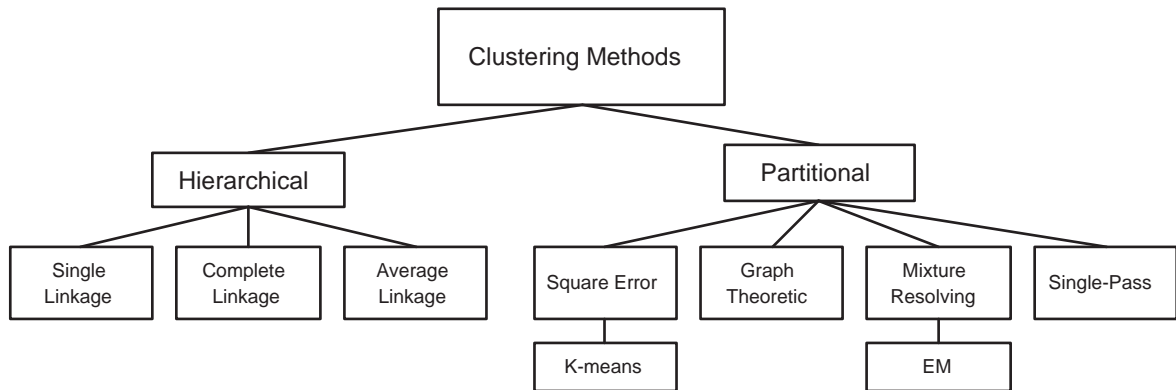 Clustering Methods
Hierarchical
Partitional
Single
Linkage
Complete
Linkage
Average
Linkage
Square Error
Graph
Theoretic
Mixture
Resolving
Single-Pass
K-means
EM